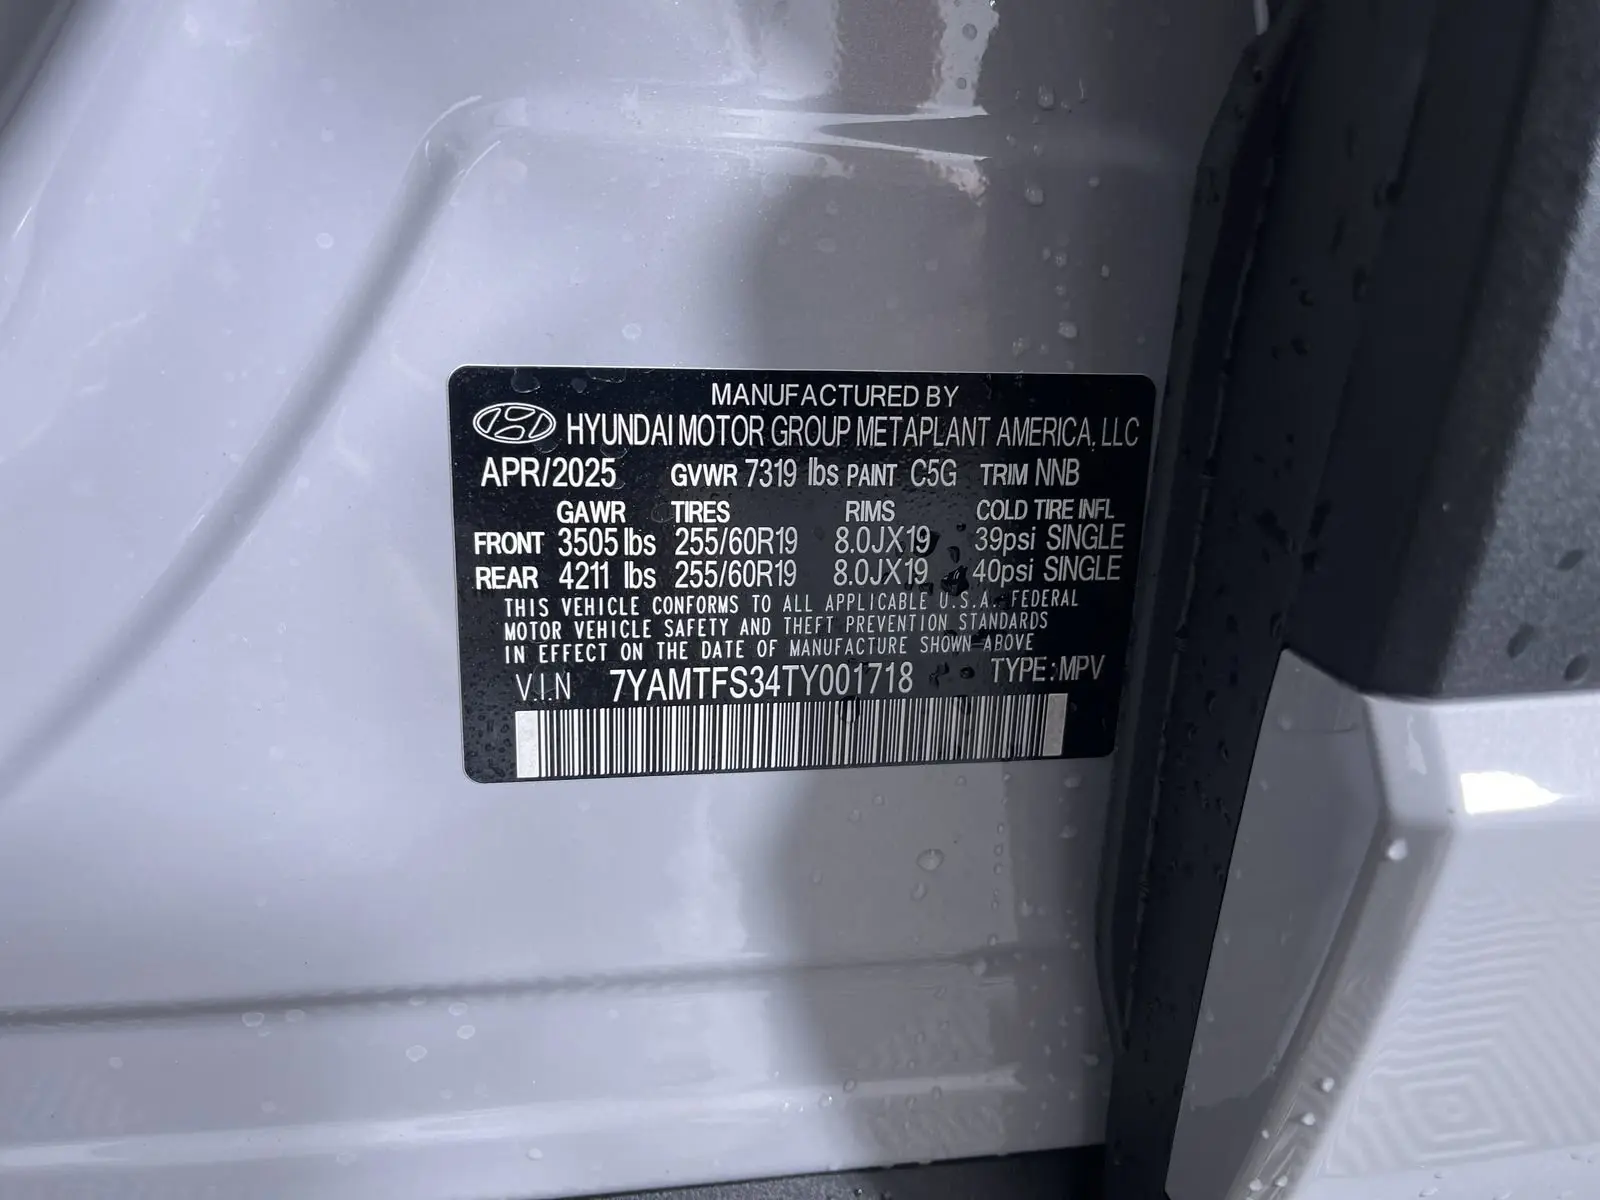 MANUFACTURED BY
HYUNDAI MOTOR GROUP METAPLANT AMERICA, LLC
APR/2025 GVWR 7319 lbs PAINT C5G TRIM NNB
GAWR TIRES RIMS COLD TIRE INFL
FRONT 3505 lbs 255/60R19 8.0JX19 39psi SINGLE
REAR 4211 lbs 255/60R19 8.0JX19 40psi SINGLE
THIS VEHICLE CONFORMS TO ALL APPLICABLE U.S.A. FEDERAL
MOTOR VEHICLE SAFETY AND THEFT PREVENTION STANDARDS
IN EFFECT ON THE DATE OF MANUFACTURE SHOWN ABOVE
V.I.N 7YAMTFS34TY001718 TYPE:MPV